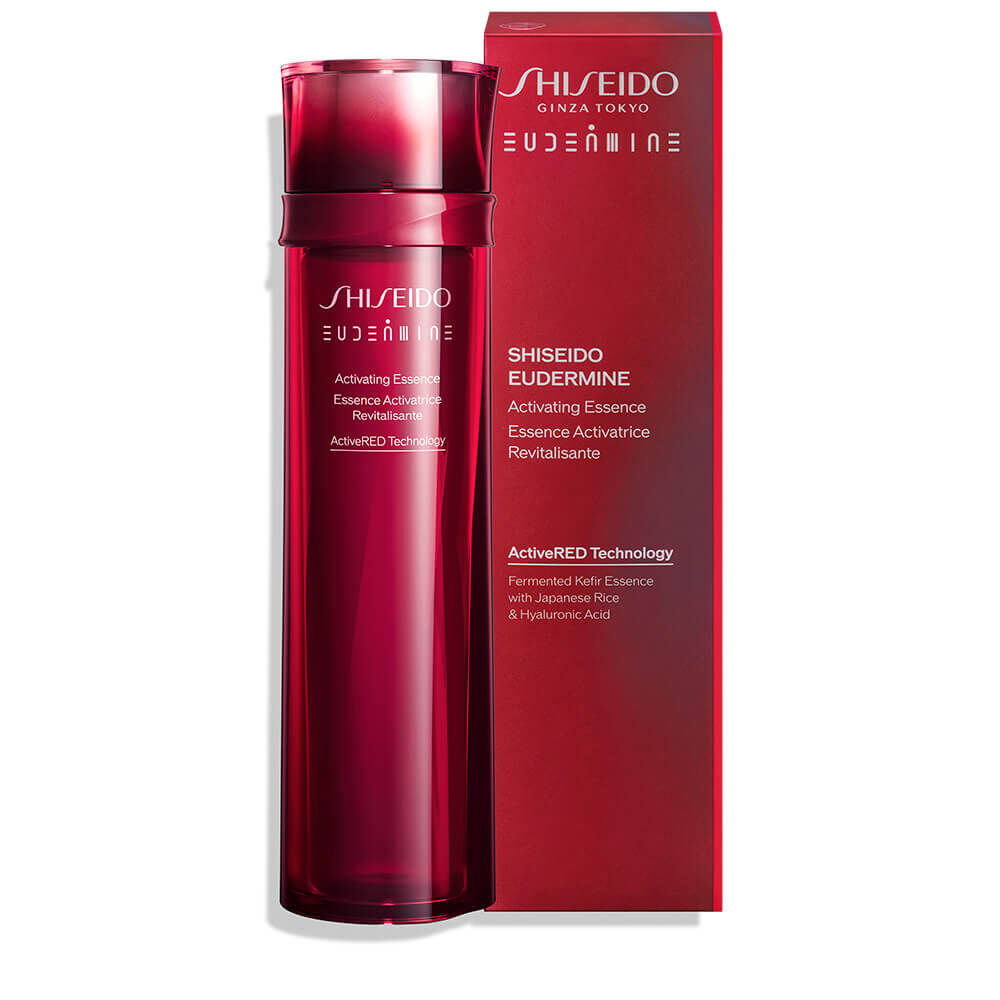 SHISEIDO
EUDERMINE
Activating Essence
Essence Activatrice
Revitalisante
ActiveRED Technology
SHISEIDO
GINZA TOKYO
EUDERMINE
SHISEIDO
EUDERMINE
Activating Essence
Essence Activatrice
Revitalisante
ActiveRED Technology
Fermented Kefir Essence
with Japanese Rice
& Hyaluronic Acid